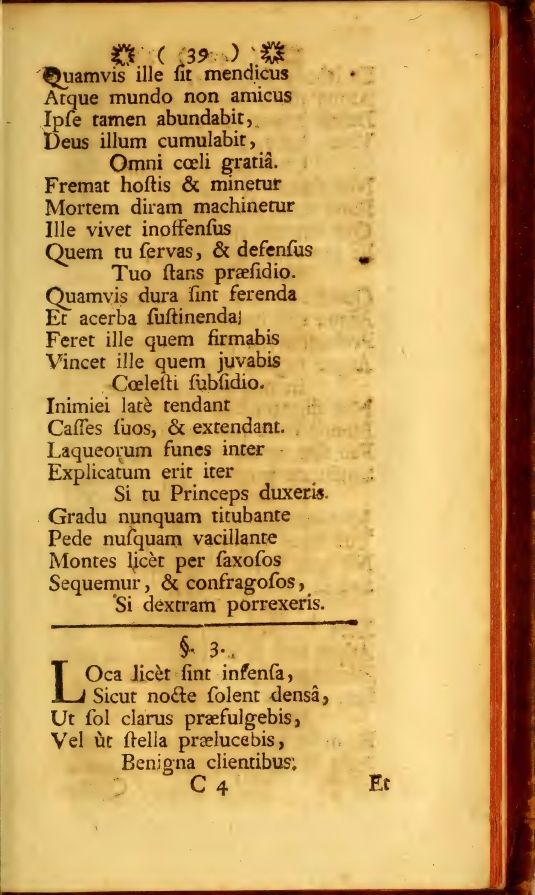 ( 39 )
Quamvis ille ſit mendicus
Atque mundo non amicus
Ipſe tamen abundabit,
Deus illum cumulabit,
Omni cœli gratiâ.
Fremat hoſtis & minetur
Mortem diram machinetur
Ille vivet inoffenſus
Quem tu ſervas, & defenſus
Tuo ſtans præſidio.
Quamvis dura ſint ferenda
Et acerba ſuſtinenda;
Feret ille quem firmabis
Vincet ille quem juvabis
Cœleſti ſubſidio.
Inimiei latè tendant
Caſſes ſuos, & extendant.
Laqueorum funes inter
Explicatum erit iter
Si tu Princeps duxeris.
Gradu nunquam titubante
Pede nuſquam vacillante
Montes licèt per ſaxoſos
Sequemur, & confragoſos,
Si dextram porrexeris.
§. 3.
LOca licèt ſint infenſa,
Sicut nocte ſolent denſâ,
Ut ſol clarus præfulgebis,
Vel ùt ſtella prælucebis,
Benigna clientibus;
C 4 Et